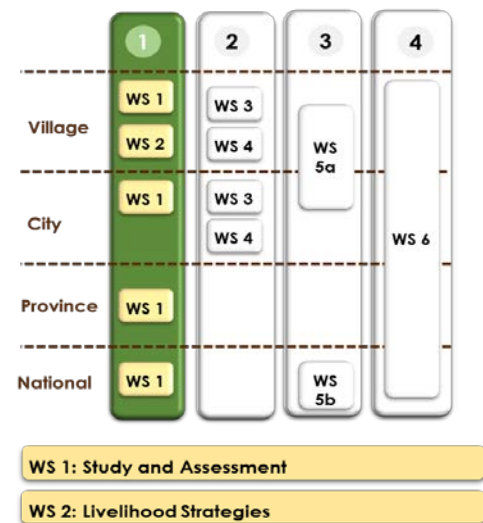 1 2 3 4
WS 1
WS 3
Village
WS 2
WS 4
WS
5a
WS 1
WS 3
City
WS 4
WS 6
Province
WS 1
National
WS 1
WS
5b
WS 1: Study and Assessment
WS 2: Livelihood Strategies